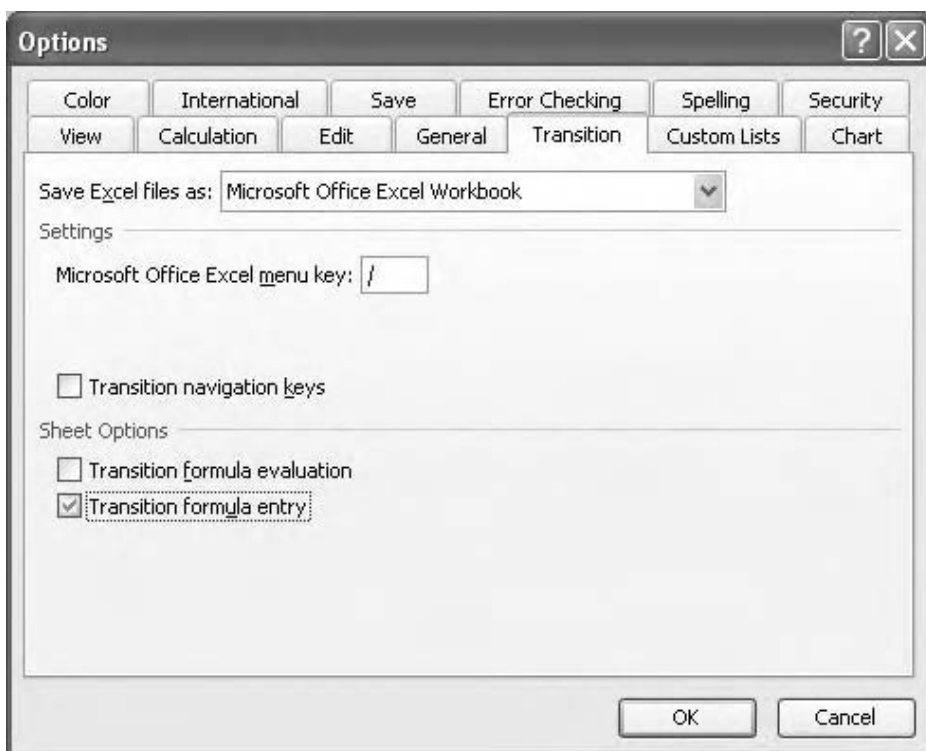 Options
Color International Save Error Checking Spelling Security
View Calculation Edit General Transition Custom Lists Chart
Save Excel files as: Microsoft Office Excel Workbook
Settings
Microsoft Office Excel menu key: /
Transition navigation keys
Sheet Options
Transition formula evaluation
Transition formula entry
OK Cancel